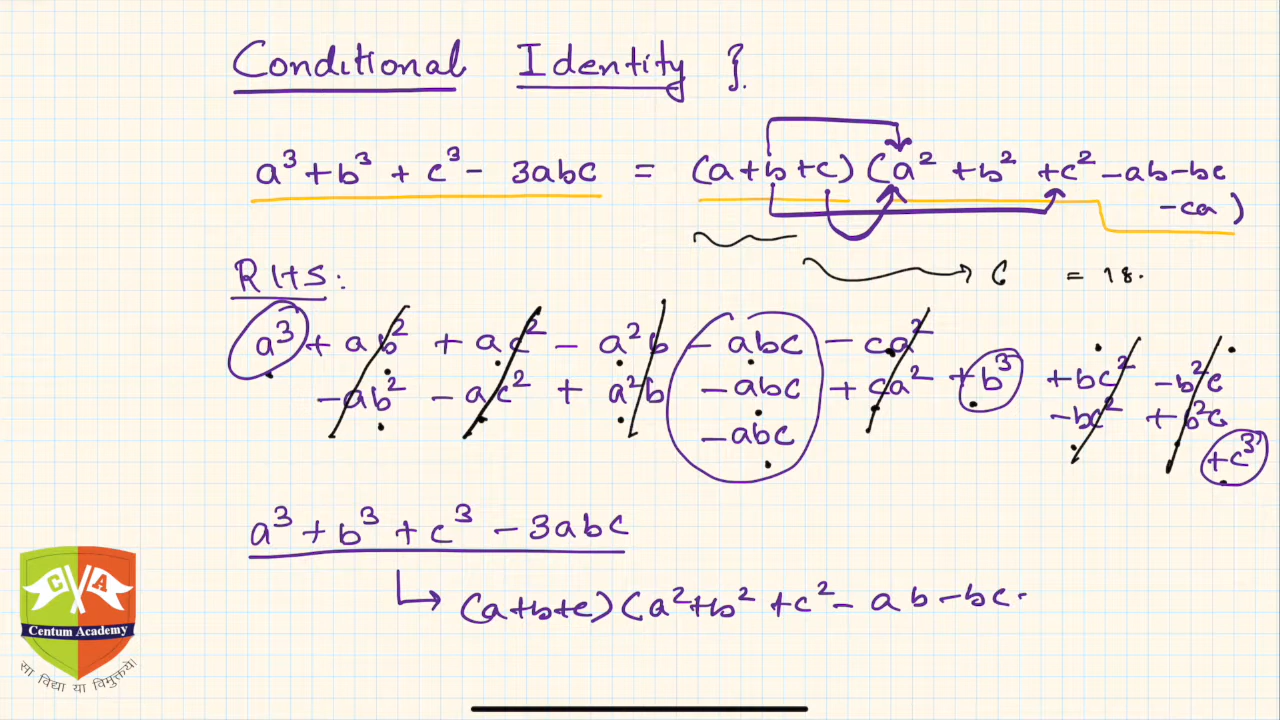 Conditional Identity }.
a³ + b³ + c³ - 3abc = (a+b+c) (a² + b² + c² - ab - bc
- ca )
RHS:
a³ + ab² + ac² - a²b - abc - ca²
- ab² - ac² + a²b - abc + ca² + b³ + bc² - b²c
- abc - bc² + b²c
+ c³
6 = 18.
a³ + b³ + c³ - 3abc
(a+b+c) (a² + b² + c² - ab - bc.
C A
Centum Academy
सा विद्या या विमुक्तये